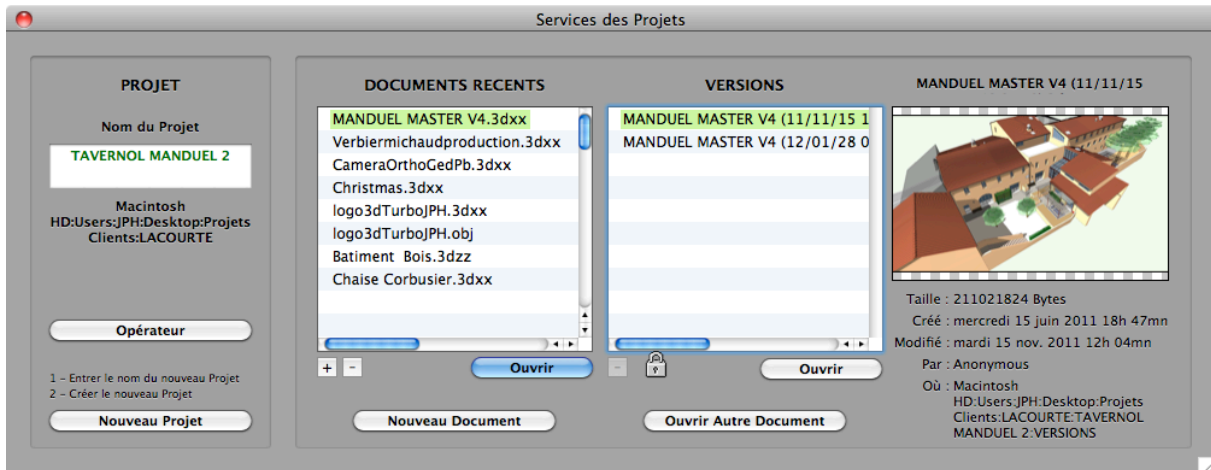 Services des Projets
PROJET
Nom du Projet
TAVERNOL MANDUEL 2
Macintosh
HD:Users:JPH:Desktop:Projets
Clients:LACOURTE
Opérateur
1 - Entrer le nom du nouveau Projet
2 - Créer le nouveau Projet
Nouveau Projet
DOCUMENTS RECENTS
MANDUEL MASTER V4.3dxx
Verbiermichaudproduction.3dxx
CameraOrthoGedPb.3dxx
Christmas.3dxx
logo3dTurboJPH.3dxx
logo3dTurboJPH.obj
Batiment Bois.3dzz
Chaise Corbusier.3dxx
+ -
Ouvrir
Nouveau Document
VERSIONS
MANDUEL MASTER V4 (11/11/15 1
MANDUEL MASTER V4 (12/01/28 0
-
Ouvrir
Ouvrir Autre Document
MANDUEL MASTER V4 (11/11/15
Taille : 211021824 Bytes
Créé : mercredi 15 juin 2011 18h 47mn
Modifié : mardi 15 nov. 2011 12h 04mn
Par : Anonymous
Où : Macintosh
HD:Users:JPH:Desktop:Projets
Clients:LACOURTE:TAVERNOL
MANDUEL 2:VERSIONS